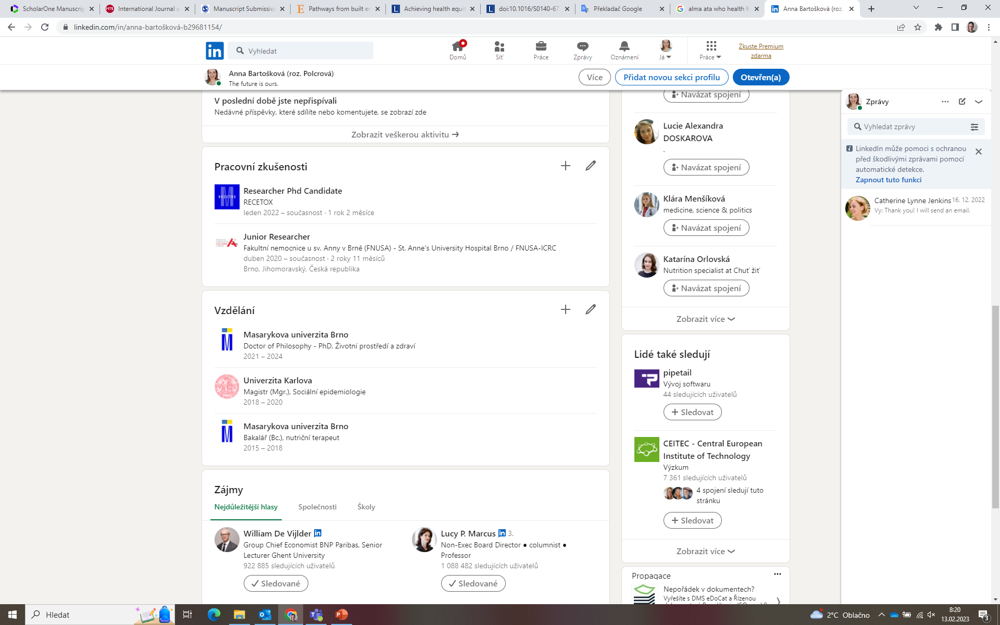 ScholarOne Manuscrip
International Journal o
Manuscript Submissio
Pathways from built er
Achieving health equit
doi:10.1016/S0140-67
Překladač Google
alma ata who health fo
Anna Bartošková (roz.
linkedin.com/in/anna-bartošková-b29681154/
Vyhledat
Domů
Síť
Práce
Zprávy
Oznámení
Já
Práce
Zkuste Premium
zdarma
Anna Bartošková (roz. Polcrová)
The future is ours.
Více
Přidat novou sekci profilu
Otevřen(a)
V poslední době jste nepřispívali
Nedávné příspěvky, které sdílíte nebo komentujete, se zobrazí zde
Zobrazit veškerou aktivitu →
Pracovní zkušenosti
RECETOX
Researcher Phd Candidate
RECETOX
leden 2022 – současnost · 1 rok 2 měsíce
Junior Researcher
Fakultní nemocnice u sv. Anny v Brně (FNUSA) - St. Anne's University Hospital Brno / FNUSA-ICRC
duben 2020 – současnost · 2 roky 11 měsíců
Brno, Jihomoravský, Česká republika
Vzdělání
Masarykova univerzita Brno
Doctor of Philosophy - PhD, Životní prostředí a zdraví
2021 – 2024
Univerzita Karlova
Magistr (Mgr.), Sociální epidemiologie
2018 – 2020
Masarykova univerzita Brno
Bakalář (Bc.), nutriční terapeut
2015 – 2018
Zájmy
Nejdůležitější hlasy
Společnosti
Školy
William De Vijlder
Group Chief Economist BNP Paribas, Senior
Lecturer Ghent University
922 885 sledujících uživatelů
Sledované
Lucy P. Marcus 3.
Non-Exec Board Director ● columnist ●
Professor
1 088 482 sledujících uživatelů
Sledované
Navázat spojení
Lucie Alexandra
DOSKAROVA
.
Navázat spojení
Klára Menšíková
medicine, science & politics
Navázat spojení
Katarína Orlovská
Nutrition specialist at Chuť žiť
Navázat spojení
Zobrazit více
Lidé také sledují
pipetail
Vývoj softwaru
44 sledujících uživatelů
+ Sledovat
CEITEC - Central European
Institute of Technology
Výzkum
7 361 sledujících uživatelů
4 spojení sledují tuto
stránku
+ Sledovat
Zobrazit více
Propagace
Nepořádek v dokumentech?
Vyřešíte s DMS eDoCat a Řízenou
Zprávy
Vyhledat zprávy
LinkedIn může pomoci s ochranou
před škodlivými zprávami pomocí
automatické detekce.
Zapnout tuto funkci
Catherine Lynne Jenkins 16. 12. 2022
Vy: Thank you! I will send an email.
Hledat
2°C Oblačno
8:20
13.02.2023
3